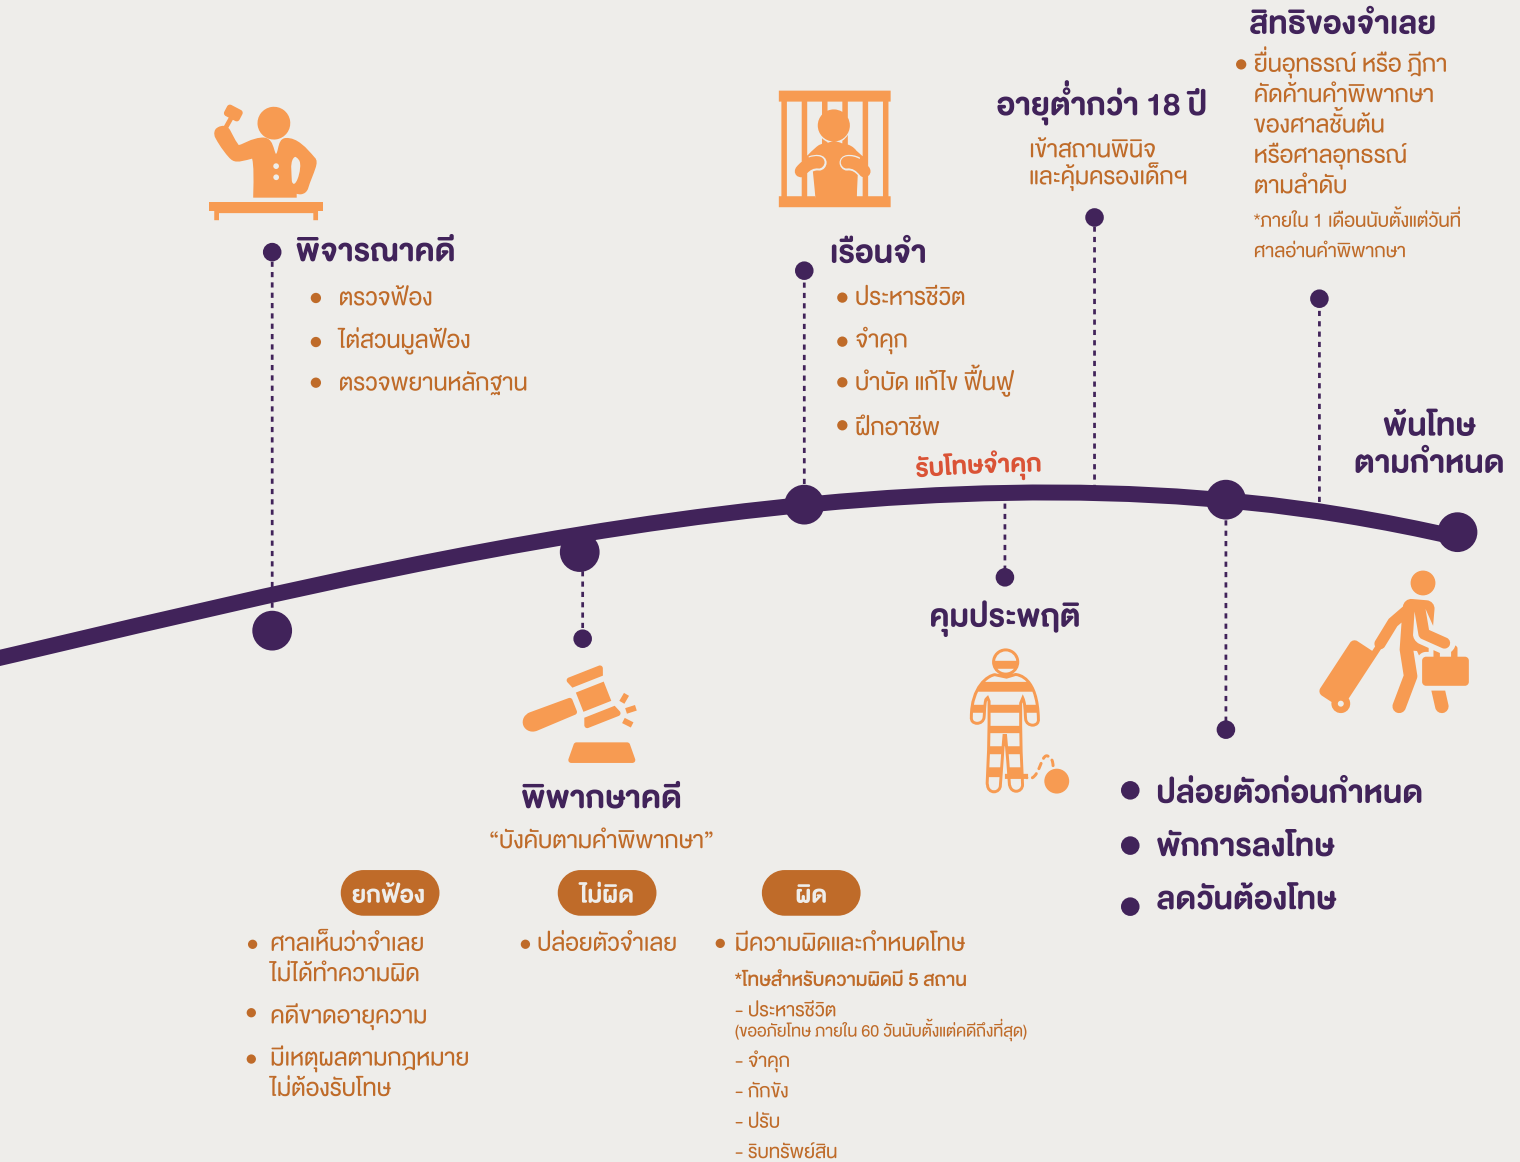 พิจารณาคดี
ตรวจฟ้อง
ไต่สวนมูลฟ้อง
ตรวจพยานหลักฐาน
พิพากษาคดี
“บังคับตามคำพิพากษา”
ยกฟ้อง
ศาลเห็นว่าจำเลย
ไม่ได้ทำความผิด
คดีขาดอายุความ
มีเหตุผลตามกฎหมาย
ไม่ต้องรับโทษ
ไม่ผิด
ปล่อยตัวจำเลย
ผิด
มีความผิดและกำหนดโทษ
*โทษสำหรับความผิดมี 5 สถาน
- ประหารชีวิต
(ขออภัยโทษ ภายใน 60 วันนับตั้งแต่คดีถึงที่สุด)
- จำคุก
- กักขัง
- ปรับ
- ริบทรัพย์สิน
เรือนจำ
ประหารชีวิต
จำคุก
บำบัด แก้ไข ฟื้นฟู
ฝึกอาชีพ
รับโทษจำคุก
คุมประพฤติ
อายุต่ำกว่า 18 ปี
เข้าสถานพินิจ
และคุ้มครองเด็กฯ
สิทธิของจำเลย
ยื่นอุทธรณ์ หรือ ฎีกา
คัดค้านคำพิพากษา
ของศาลชั้นต้น
หรือศาลอุทธรณ์
ตามลำดับ
*ภายใน 1 เดือนนับตั้งแต่วันที่
ศาลอ่านคำพิพากษา
ปล่อยตัวก่อนกำหนด
พักการลงโทษ
ลดวันต้องโทษ
พ้นโทษ
ตามกำหนด